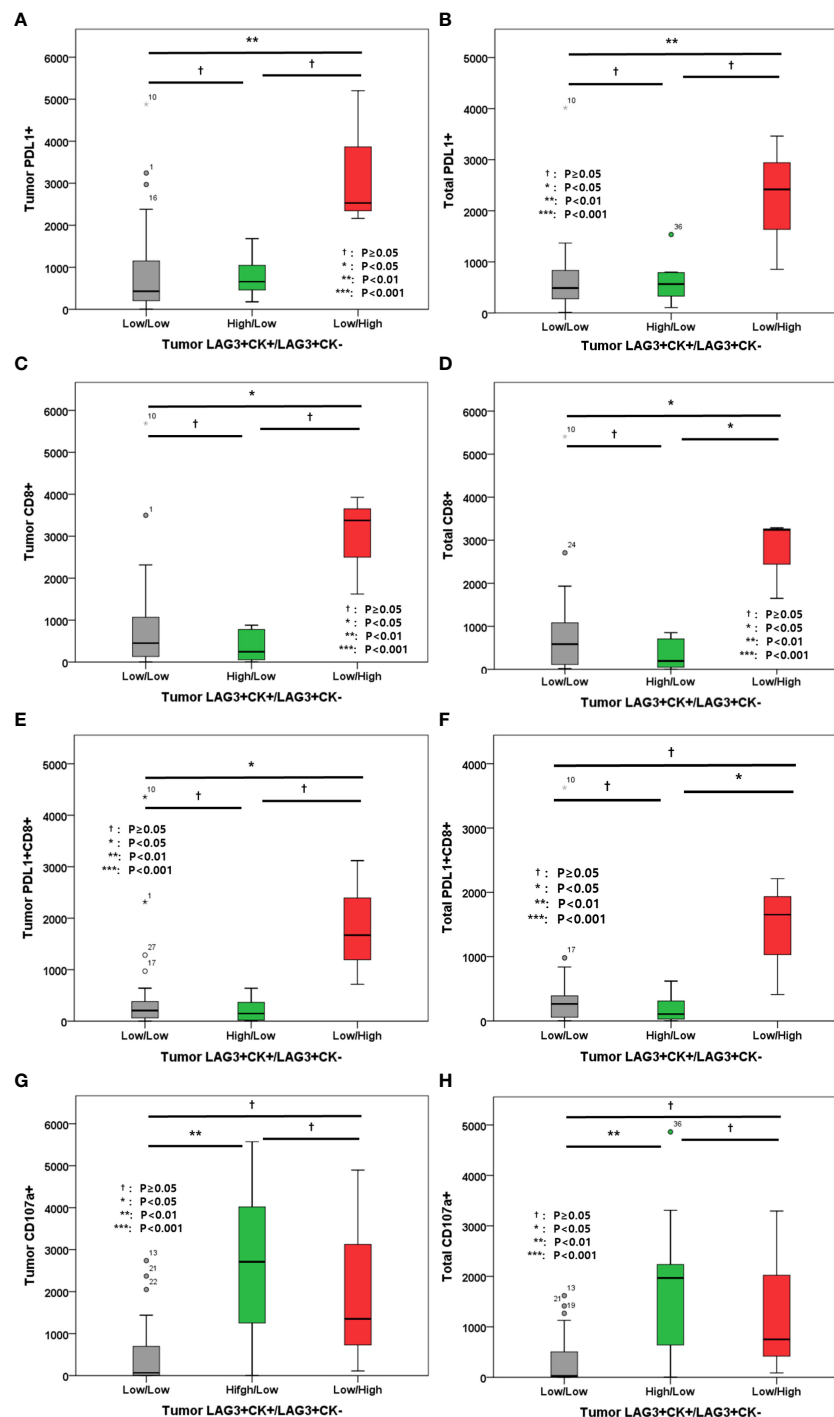 A
**
†
†
6000
5000
4000
3000
2000
1000
0
Tumor PDL1+
10
1
16
† : P≥0.05
* : P<0.05
**: P<0.01
***: P<0.001
Low/Low High/Low Low/High
Tumor LAG3+CK+/LAG3+CK-
B
**
†
†
5000
4000
3000
2000
1000
0
Total PDL1+
10
36
† : P≥0.05
* : P<0.05
**: P<0.01
***: P<0.001
Low/Low High/Low Low/High
Tumor LAG3+CK+/LAG3+CK-
C
*
†
†
6000
5000
4000
3000
2000
1000
0
Tumor CD8+
10
1
† : P≥0.05
* : P<0.05
**: P<0.01
***: P<0.001
Low/Low High/Low Low/High
Tumor LAG3+CK+/LAG3+CK-
D
*
†
*
6000
5000
4000
3000
2000
1000
0
Total CD8+
10
24
† : P≥0.05
* : P<0.05
**: P<0.01
***: P<0.001
Low/Low High/Low Low/High
Tumor LAG3+CK+/LAG3+CK-
E
*
†
†
5000
4000
3000
2000
1000
0
Tumor PDL1+CD8+
10
1
27
17
† : P≥0.05
* : P<0.05
**: P<0.01
***: P<0.001
Low/Low High/Low Low/High
Tumor LAG3+CK+/LAG3+CK-
F
†
†
*
4000
3000
2000
1000
0
Total PDL1+CD8+
10
17
† : P≥0.05
* : P<0.05
**: P<0.01
***: P<0.001
Low/Low High/Low Low/High
Tumor LAG3+CK+/LAG3+CK-
G
†
**
†
6000
5000
4000
3000
2000
1000
0
Tumor CD107a+
13
21
22
† : P≥0.05
* : P<0.05
**: P<0.01
***: P<0.001
Low/Low Hifgh/Low Low/High
Tumor LAG3+CK+/LAG3+CK-
H
†
**
†
5000
4000
3000
2000
1000
0
Total CD107a+
36
13
21
19
† : P≥0.05
* : P<0.05
**: P<0.01
***: P<0.001
Low/Low High/Low Low/High
Tumor LAG3+CK+/LAG3+CK-